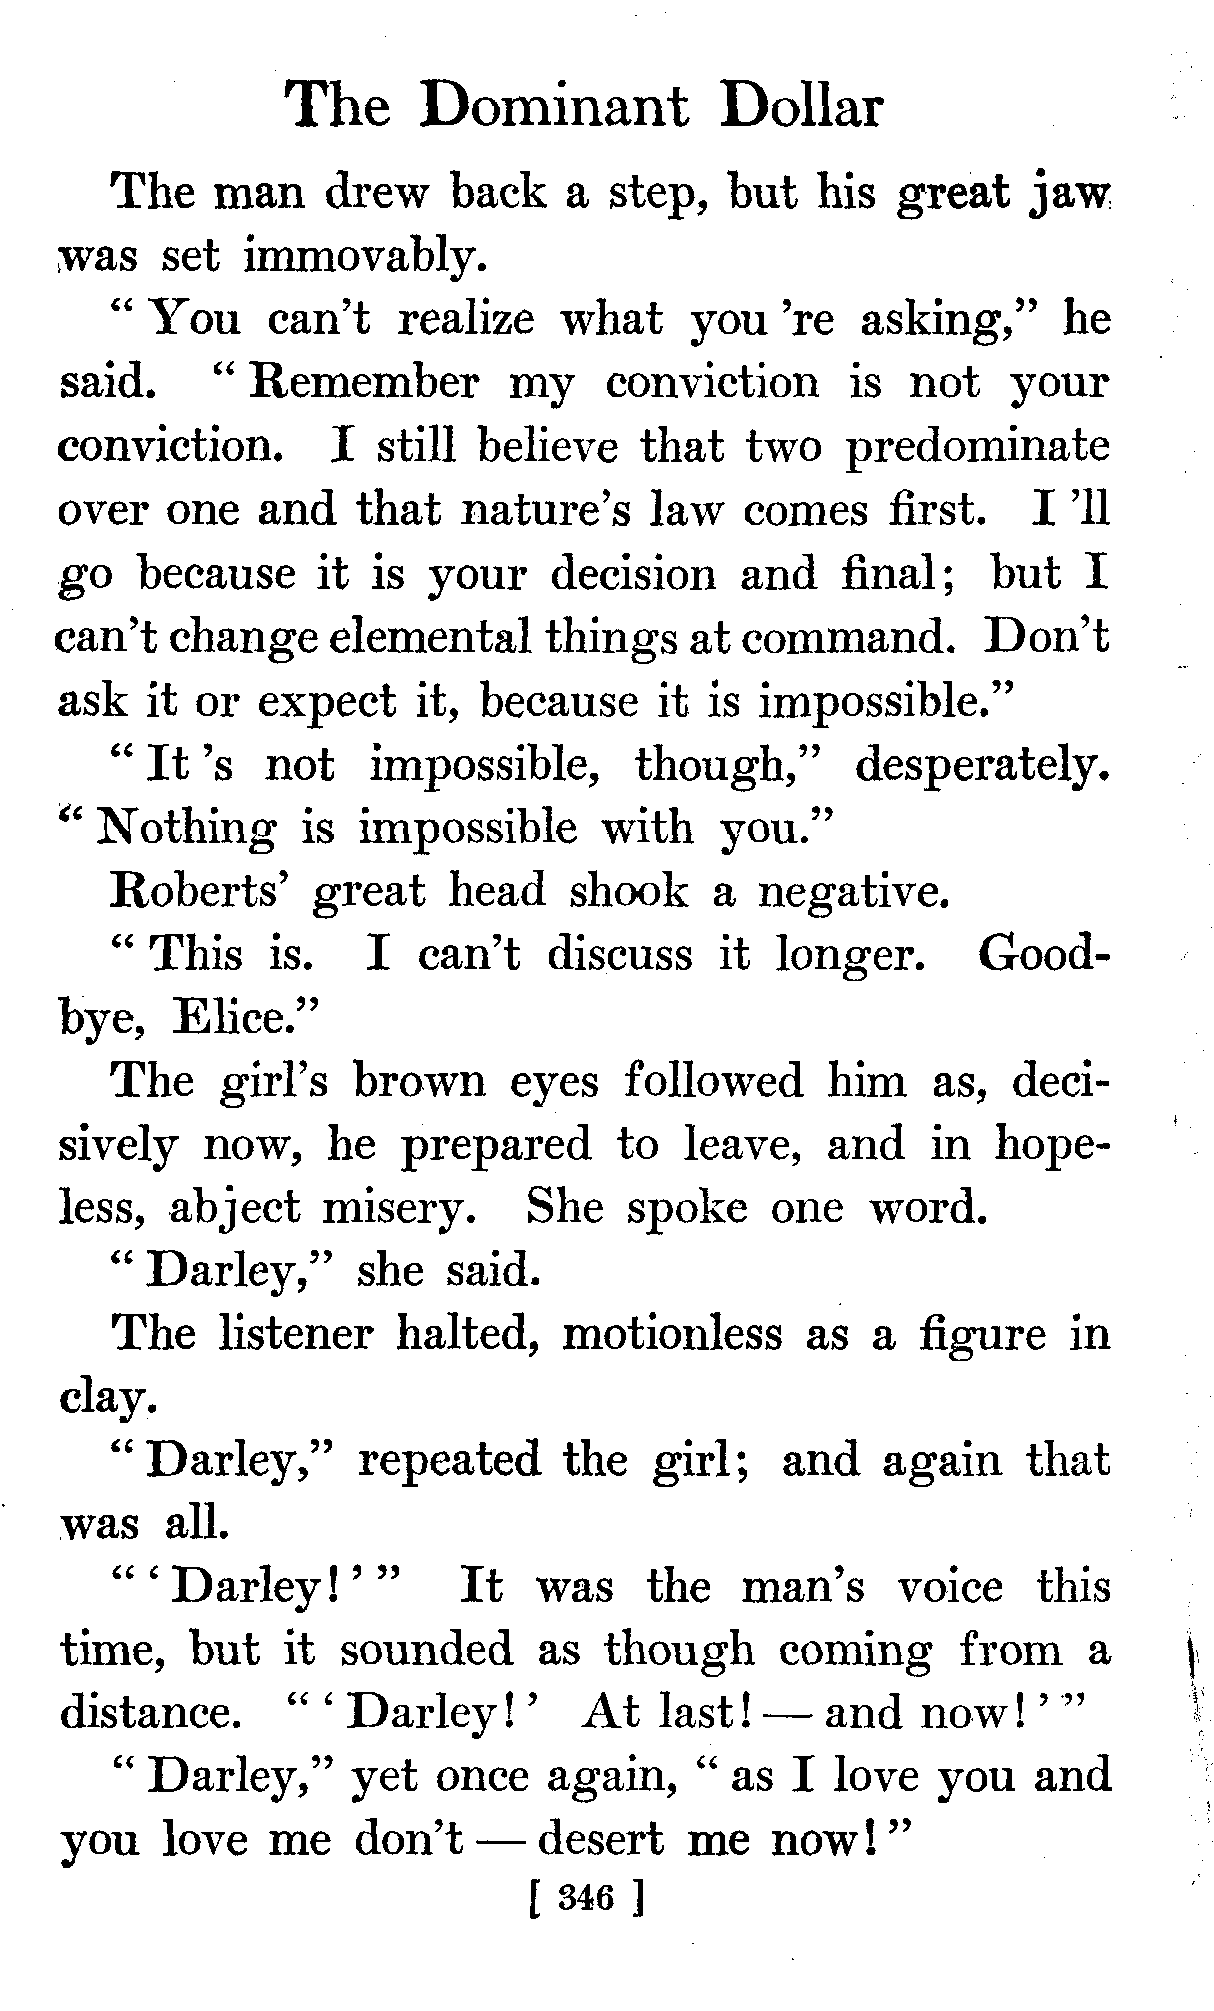 The Dominant Dollar
The man drew back a step, but his great jaw
was set immovably.
“ You can’t realize what you ’re asking,” he
said. “ Remember my conviction is not your
conviction. I still believe that two predominate
over one and that nature’s law comes first. I ’ll
go because it is your decision and final; but I
can’t change elemental things at command. Don’t
ask it or expect it, because it is impossible.”
“ It ’s not impossible, though,” desperately.
“ Nothing is impossible with you.”
Roberts’ great head shook a negative.
“ This is. I can’t discuss it longer. Good-
bye, Elice.”
The girl’s brown eyes followed him as, deci-
sively now, he prepared to leave, and in hope-
less, abject misery. She spoke one word.
“ Darley,” she said.
The listener halted, motionless as a figure in
clay.
“ Darley,” repeated the girl; and again that
was all.
“ ‘ Darley! ’ ” It was the man’s voice this
time, but it sounded as though coming from a
distance. “ ‘ Darley! ’ At last! — and now! ’ ”
“ Darley,” yet once again, “ as I love you and
you love me don’t — desert me now! ”
[ 346 ]